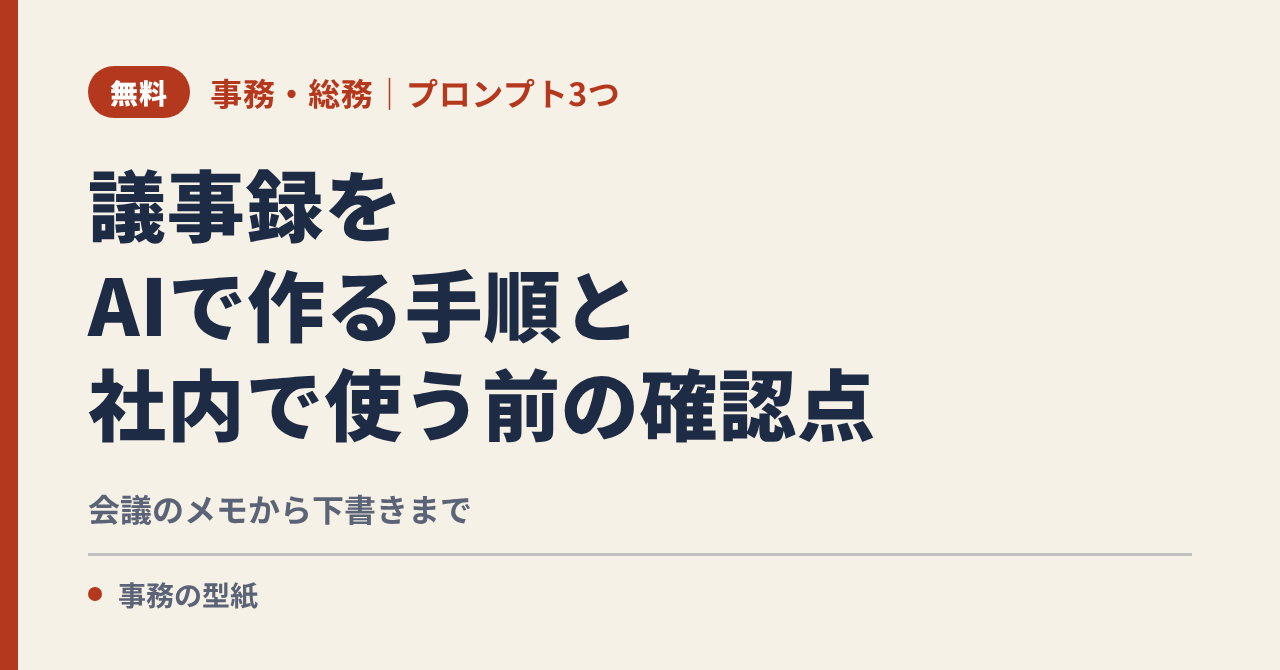 無料 事務・総務｜プロンプト3つ
議事録を
AIで作る手順と
社内で使う前の確認点
会議のメモから下書きまで
事務の型紙